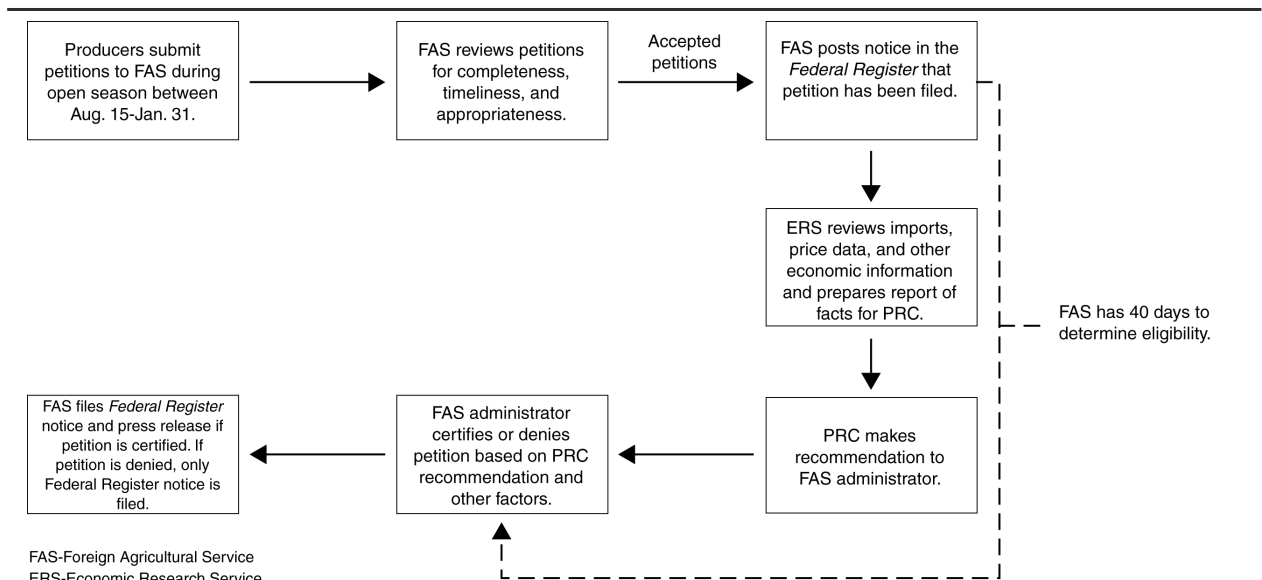 Producers submit
petitions to FAS during
open season between
Aug. 15-Jan. 31.
FAS reviews petitions
for completeness,
timeliness, and
appropriateness.
Accepted
petitions
FAS posts notice in the
Federal Register that
petition has been filed.
ERS reviews imports,
price data, and other
economic information
and prepares report of
facts for PRC.
FAS has 40 days to
determine eligibility.
PRC makes
recommendation to
FAS administrator.
FAS administrator
certifies or denies
petition based on PRC
recommendation and
other factors.
FAS files Federal Register
notice and press release if
petition is certified. If
petition is denied, only
Federal Register notice is
filed.
FAS-Foreign Agricultural Service
ERS-Economic Research Service